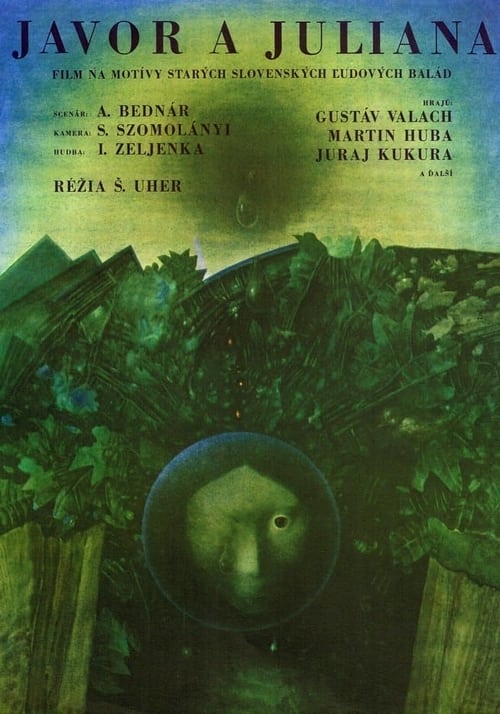 JAVOR A JULIANA
FILM NA MOTÍVY STARÝCH SLOVENSKÝCH ĽUDOVÝCH BALÁD
SCENÁR: A. BEDNÁR
KAMERA: S. SZOMOLÁNYI
HUDBA: I. ZELJENKA
RÉŽIA Š. UHER
HRAJÚ:
GUSTÁV VALACH
MARTIN HUBA
JURAJ KUKURA
A ĎALŠÍ